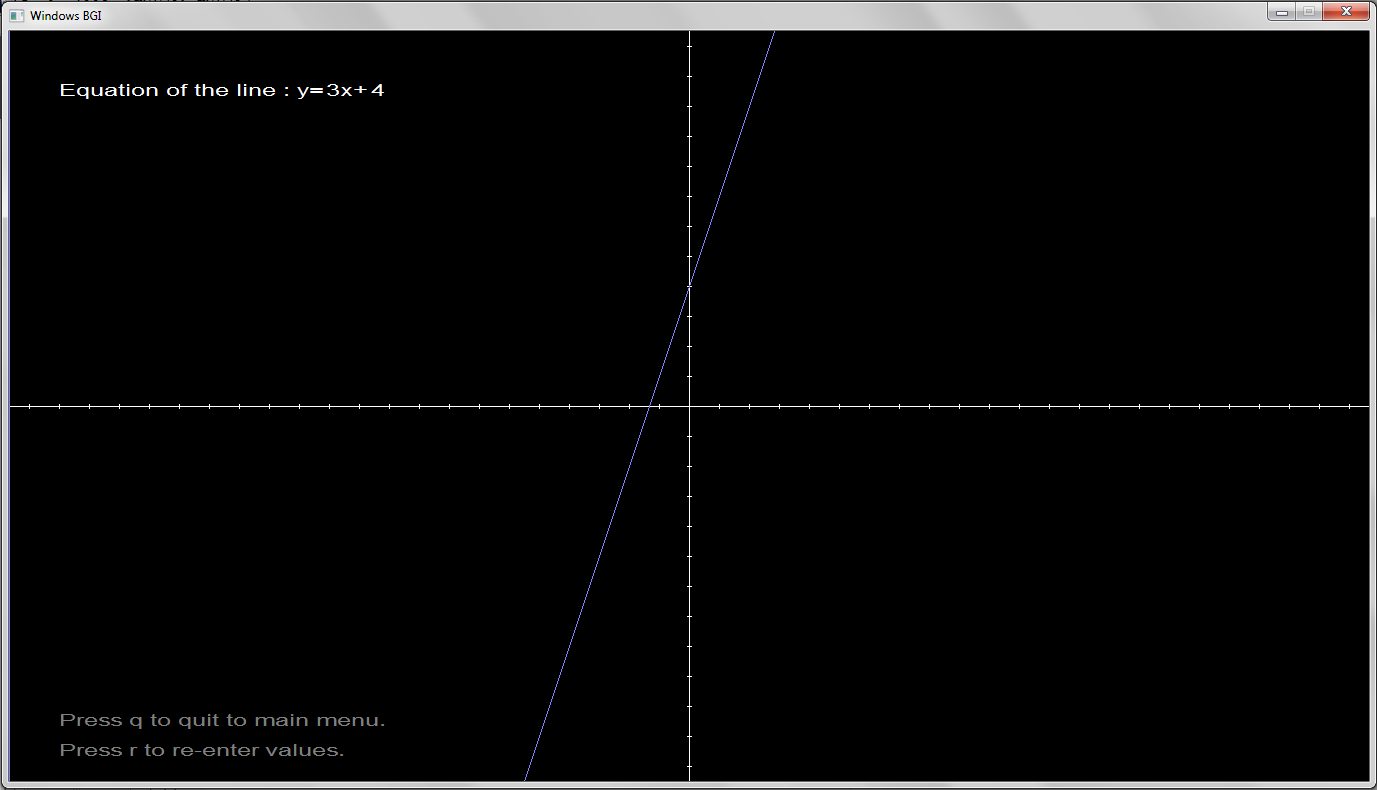 Windows BGI
Equation of the line : y=3x+4
Press q to quit to main menu.
Press r to re-enter values.